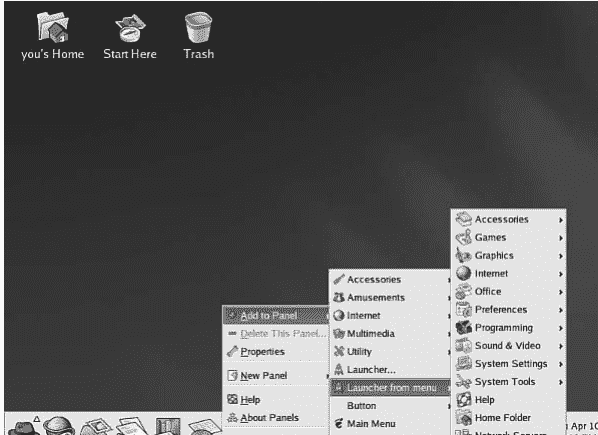 you's Home
Start Here
Trash
Add to Panel
Delete This Panel...
Properties
New Panel
Help
About Panels
Accessories
Amusements
Internet
Multimedia
Utility
Launcher...
Launcher from menu
Button
Main Menu
Accessories
Games
Graphics
Internet
Office
Preferences
Programming
Sound & Video
System Settings
System Tools
Help
Home Folder
Network Servers
Apr 10